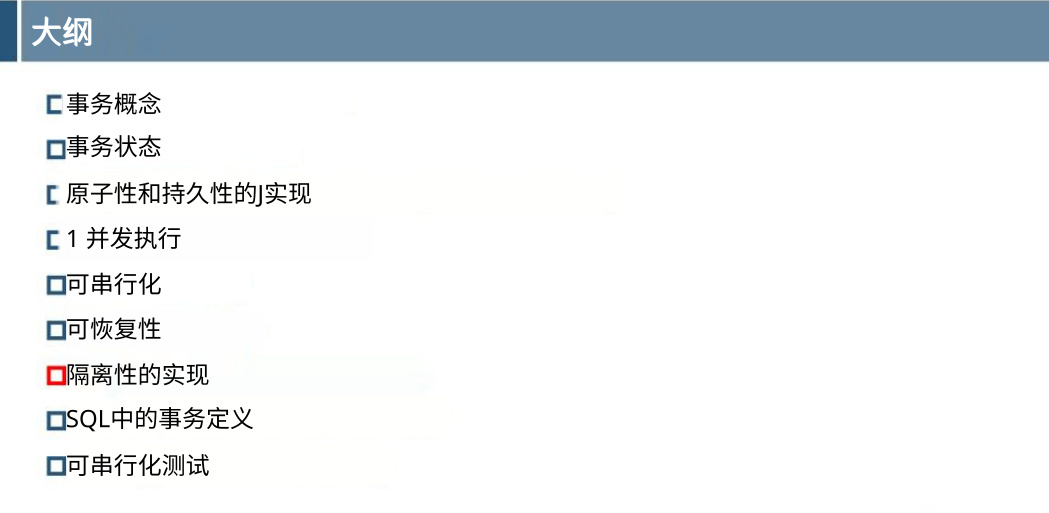 大纲
事务概念
事务状态
原子性和持久性的J实现
1 并发执行
可串行化
可恢复性
隔离性的实现
SQL中的事务定义
可串行化测试